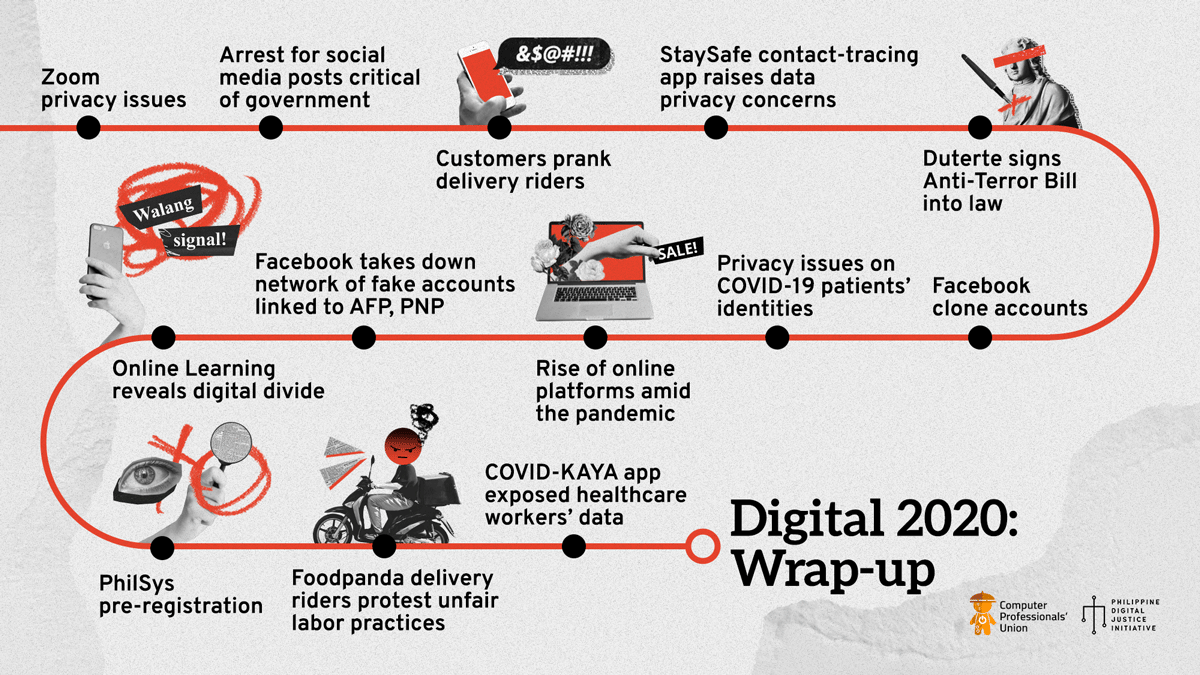 Zoom
privacy issues
Arrest for social
media posts critical
of government
&$@#!!!
Customers prank
delivery riders
StaySafe contact-tracing
app raises data
privacy concerns
Duterte signs
Anti-Terror Bill
into law
Facebook
clone accounts
Privacy issues on
COVID-19 patients'
identities
SALE!
Rise of online
platforms amid
the pandemic
Facebook takes down
network of fake accounts
linked to AFP, PNP
Walang
signal!
Online Learning
reveals digital divide
PhilSys
pre-registration
Foodpanda delivery
riders protest unfair
labor practices
COVID-KAYA app
exposed healthcare
workers' data
Digital 2020:
Wrap-up
Computer
Professionals'
Union
PHILIPPINE
DIGITAL
JUSTICE
INITIATIVE